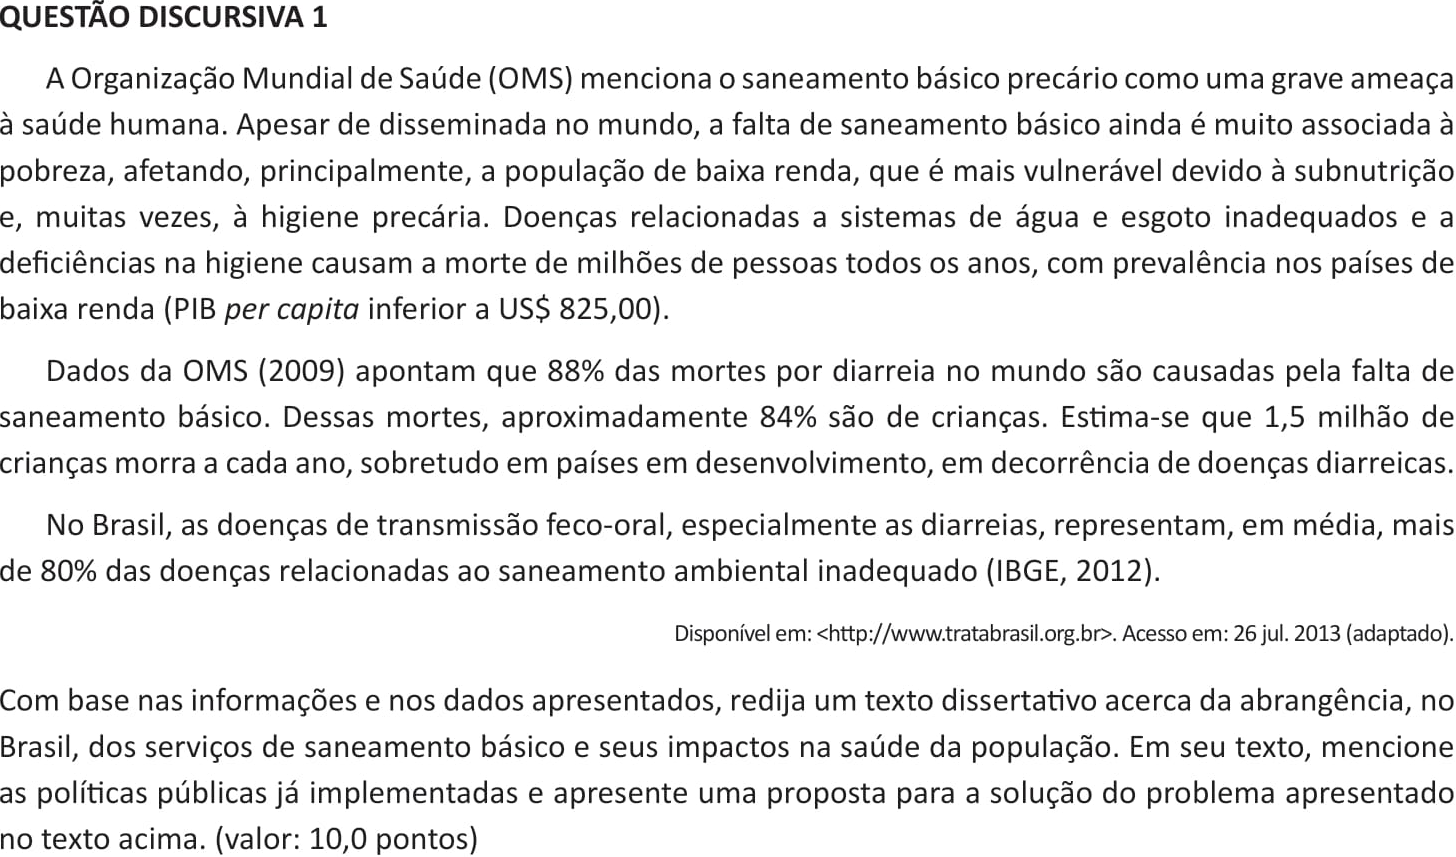 QUESTÃO DISCURSIVA 1
A Organização Mundial de Saúde (OMS) menciona o saneamento básico precário como uma grave ameaça
à saúde humana. Apesar de disseminada no mundo, a falta de saneamento básico ainda é muito associada à
pobreza, afetando, principalmente, a população de baixa renda, que é mais vulnerável devido à subnutrição
e, muitas vezes, à higiene precária. Doenças relacionadas a sistemas de água e esgoto inadequados e a
deficiências na higiene causam a morte de milhões de pessoas todos os anos, com prevalência nos países de
baixa renda (PIB per capita inferior a US$ 825,00).
Dados da OMS (2009) apontam que 88% das mortes por diarreia no mundo são causadas pela falta de
saneamento básico. Dessas mortes, aproximadamente 84% são de crianças. Estima-se que 1,5 milhão de
crianças morra a cada ano, sobretudo em países em desenvolvimento, em decorrência de doenças diarreicas.
No Brasil, as doenças de transmissão feco-oral, especialmente as diarreias, representam, em média, mais
de 80% das doenças relacionadas ao saneamento ambiental inadequado (IBGE, 2012).
Disponível em: <http://www.tratabrasil.org.br>. Acesso em: 26 jul. 2013 (adaptado).
Com base nas informações e nos dados apresentados, redija um texto dissertativo acerca da abrangência, no
Brasil, dos serviços de saneamento básico e seus impactos na saúde da população. Em seu texto, mencione
as políticas públicas já implementadas e apresente uma proposta para a solução do problema apresentado
no texto acima. (valor: 10,0 pontos)